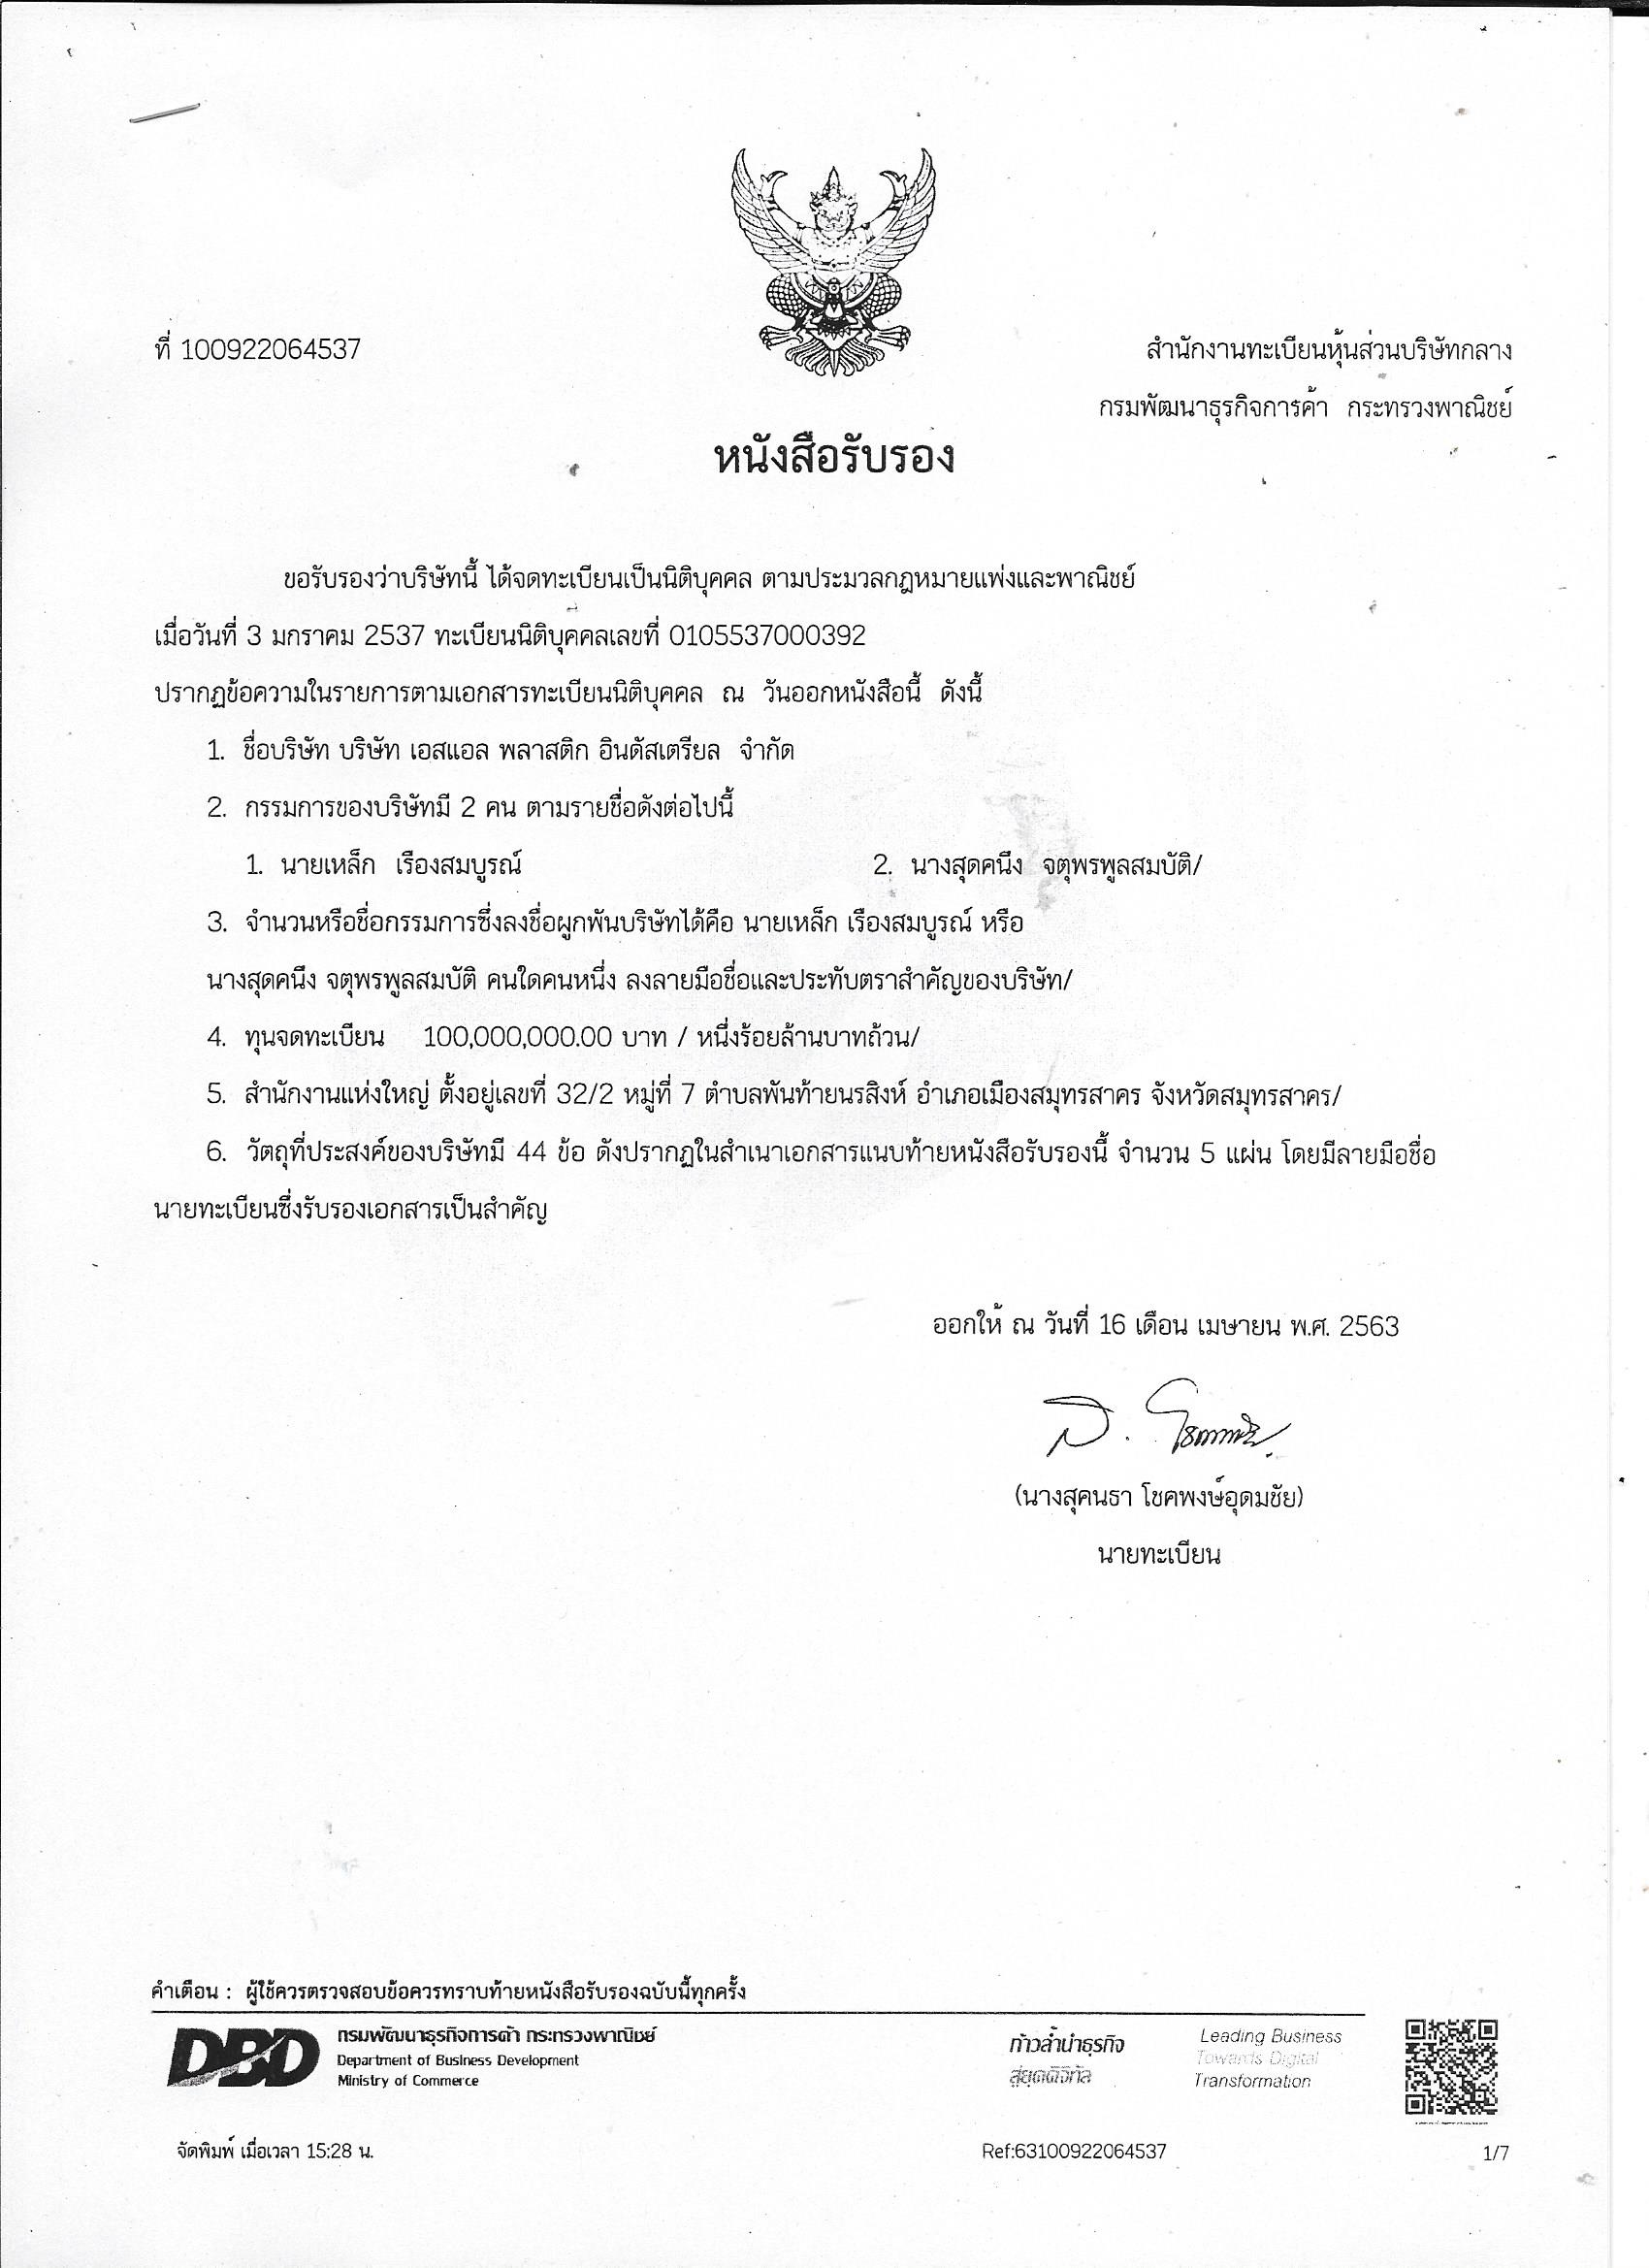 ที่ 100922064537
สำนักงานทะเบียนหุ้นส่วนบริษัทกลาง
กรมพัฒนาธุรกิจการค้า กระทรวงพาณิชย์
หนังสือรับรอง
ขอรับรองว่าบริษัทนี้ ได้จดทะเบียนเป็นนิติบุคคล ตามประมวลกฎหมายแพ่งและพาณิชย์
เมื่อวันที่ 3 มกราคม 2537 ทะเบียนนิติบุคคลเลขที่ 0105537000392
ปรากฏข้อความในรายการตามเอกสารทะเบียนนิติบุคคล ณ วันออกหนังสือนี้ ดังนี้
1. ชื่อบริษัท บริษัท เอสแอล พลาสติก อินดัสเตรียล จำกัด
2. กรรมการของบริษัทมี 2 คน ตามรายชื่อดังต่อไปนี้
1. นายเหล็ก เรืองสมบูรณ์ 2. นางสุดคนึง จตุพรพูลสมบัติ/
3. จำนวนหรือชื่อกรรมการซึ่งลงชื่อผูกพันบริษัทได้คือ นายเหล็ก เรืองสมบูรณ์ หรือ
นางสุดคนึง จตุพรพูลสมบัติ คนใดคนหนึ่ง ลงลายมือชื่อและประทับตราสำคัญของบริษัท/
4. ทุนจดทะเบียน 100,000,000.00 บาท / หนึ่งร้อยล้านบาทถ้วน/
5. สำนักงานแห่งใหญ่ ตั้งอยู่เลขที่ 32/2 หมู่ที่ 7 ตำบลพันท้ายนรสิงห์ อำเภอเมืองสมุทรสาคร จังหวัดสมุทรสาคร/
6. วัตถุที่ประสงค์ของบริษัทมี 44 ข้อ ดังปรากฏในสำเนาเอกสารแนบท้ายหนังสือรับรองนี้ จำนวน 5 แผ่น โดยมีลายมือชื่อ
นายทะเบียนซึ่งรับรองเอกสารเป็นสำคัญ
ออกให้ ณ วันที่ 16 เดือน เมษายน พ.ศ. 2563
(นางสุคนธา โชคพงษ์อุดมชัย)
นายทะเบียน
คำเตือน : ผู้ใช้ควรตรวจสอบข้อควรทราบท้ายหนังสือรับรองฉบับนี้ทุกครั้ง
DBD
กรมพัฒนาธุรกิจการค้า กระทรวงพาณิชย์
Department of Business Development
Ministry of Commerce
ก้าวล้ำนำธุรกิจ
สู่ยุคดิจิทัล
Leading Business
Towards Digital
Transformation
จัดพิมพ์ เมื่อเวลา 15:28 น.
Ref:63100922064537
1/7